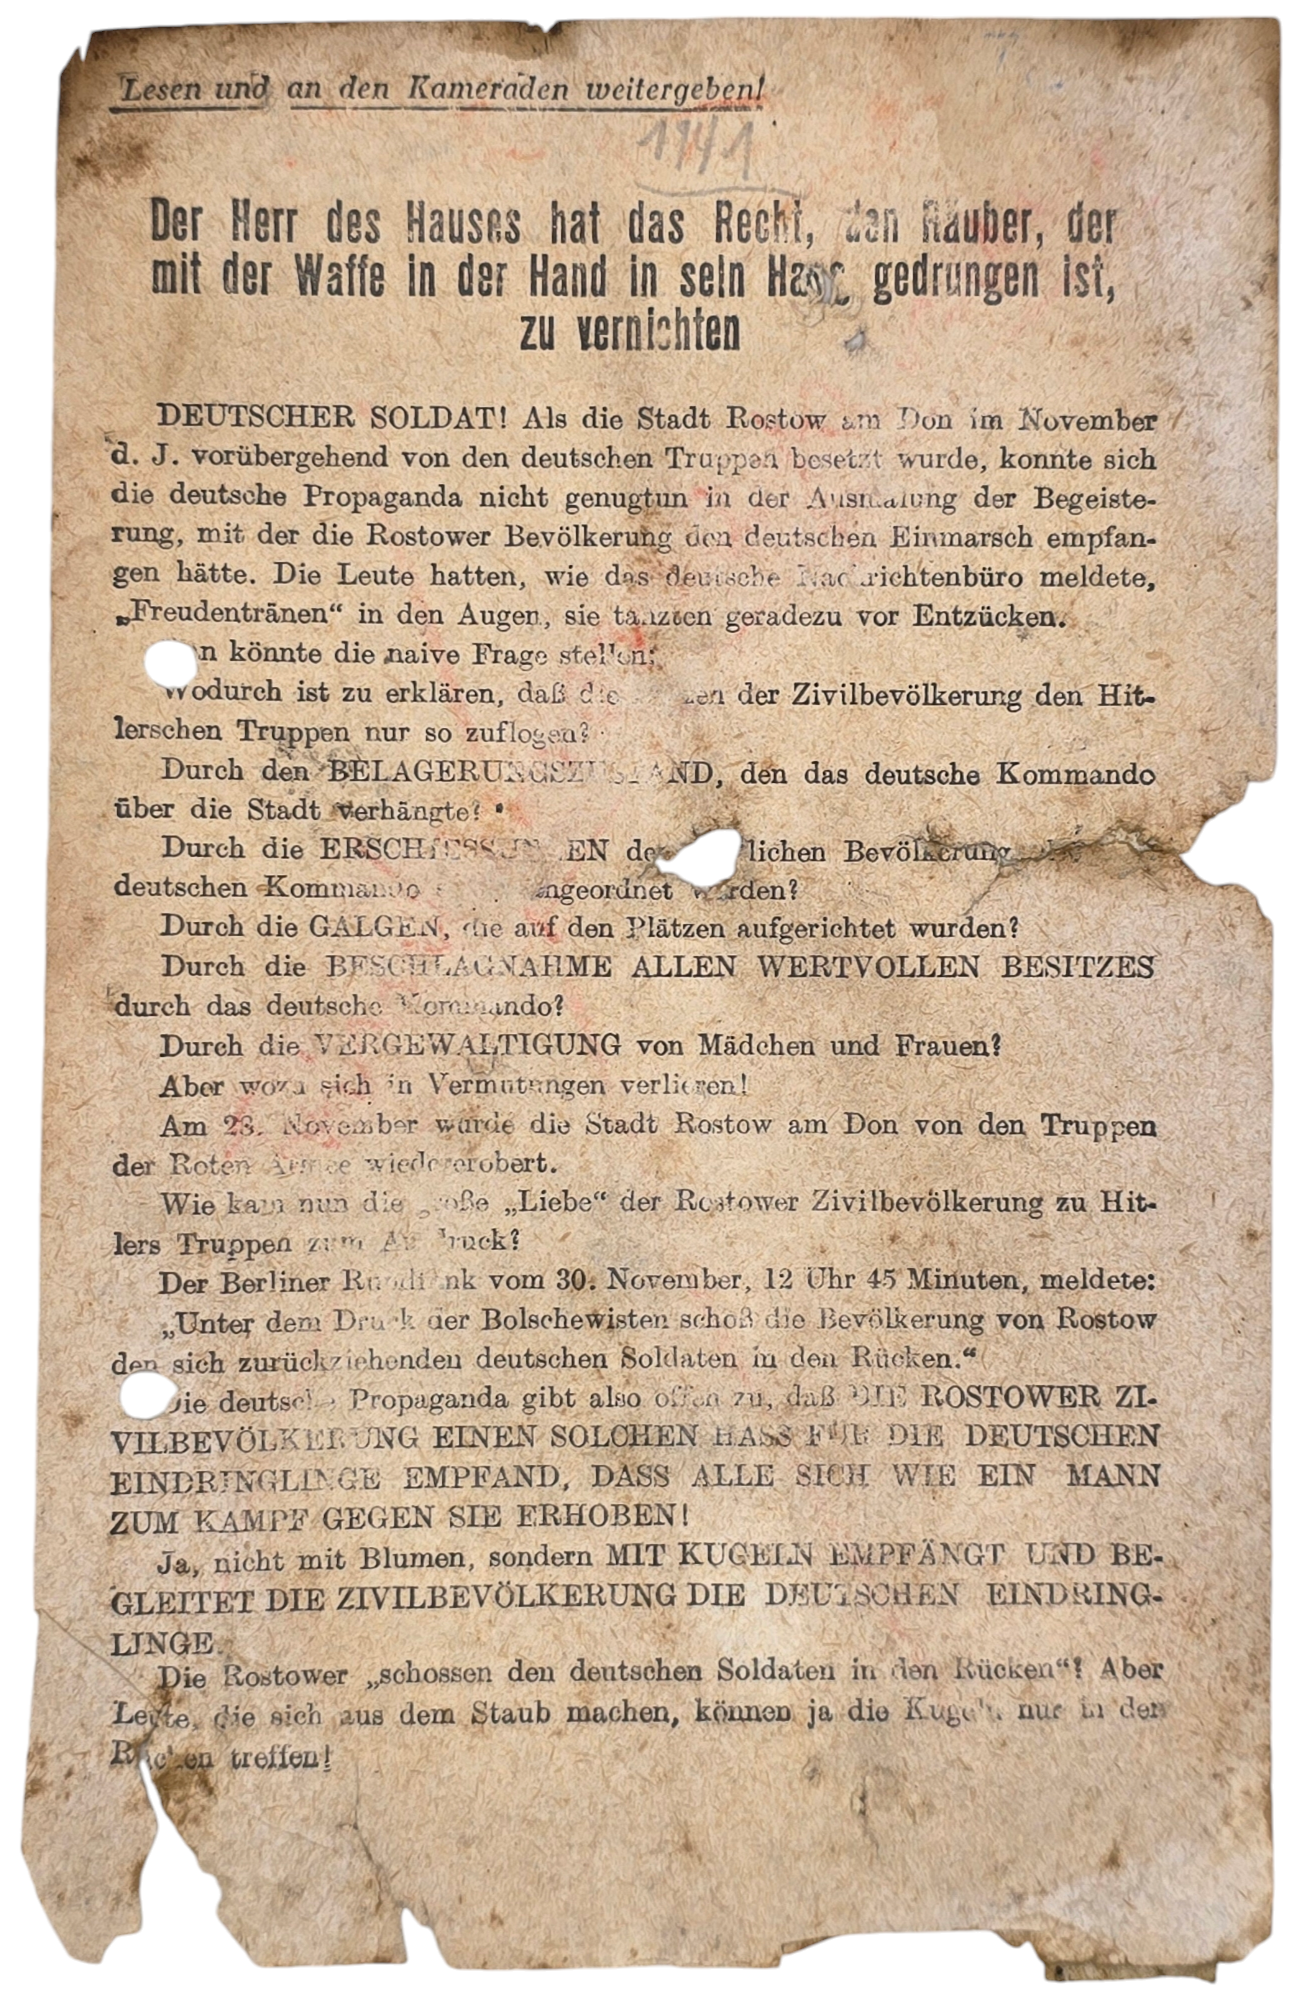 Lesen und an den Kameraden weitergeben!
1941
Der Herr des Hauses hat das Recht, den Räuber, der
mit der Waffe in der Hand in sein Haus gedrungen ist,
zu vernichten
DEUTSCHER SOLDAT! Als die Stadt Rostow am Don im November
d. J. vorübergehend von den deutschen Truppen besetzt wurde, konnte sich
die deutsche Propaganda nicht genugtun in der Ausmalung der Begeiste-
rung, mit der die Rostower Bevölkerung den deutschen Einmarsch empfan-
gen hätte. Die Leute hatten, wie das deutsche Nachrichtenbüro meldete,
„Freudentränen“ in den Augen, sie tanzten geradezu vor Entzücken.
könnte die naive Frage stellen:
Wodurch ist zu erklären, daß die der Zivilbevölkerung den Hit-
lerschen Truppen nur so zuflogen?
Durch den BELAGERUNGSZUSTAND, den das deutsche Kommando
über die Stadt verhängte?
Durch die ERSCHIESSUNGEN der Bevölkerung,
deutschen Kommando angeordnet wurden?
Durch die GALGEN, die auf den Plätzen aufgerichtet wurden?
Durch die BESCHLAGNAHME ALLEN WERTVOLLEN BESITZES
durch das deutsche Kommando?
Durch die VERGEWALTIGUNG von Mädchen und Frauen?
Aber wozu sich in Vermutungen verlieren!
Am 28. November wurde die Stadt Rostow am Don von den Truppen
der Roten Armee wiedererobert.
Wie kam nun die große „Liebe“ der Rostower Zivilbevölkerung zu Hit-
lers Truppen zum Ausdruck?
Der Berliner Rundfunk vom 30. November, 12 Uhr 45 Minuten, meldete:
„Unter dem Druck der Bolschewisten schoß die Bevölkerung von Rostow
den sich zurückziehenden deutschen Soldaten in den Rücken.“
Die deutsche Propaganda gibt also offen zu, daß DIE ROSTOWER ZI-
VILBEVÖLKERUNG EINEN SOLCHEN HASS FÜR DIE DEUTSCHEN
EINDRINGLINGE EMPFAND, DASS ALLE SICH WIE EIN MANN
ZUM KAMPF GEGEN SIE ERHOBEN!
Ja, nicht mit Blumen, sondern MIT KUGELN EMPFÄNGT UND BE-
GLEITET DIE ZIVILBEVÖLKERUNG DIE DEUTSCHEN EINDRING-
LINGE.
Die Rostower „schossen den deutschen Soldaten in den Rücken“? Aber
Leute, die sich aus dem Staub machen, können ja die Kugeln nur in den
Rücken treffen!